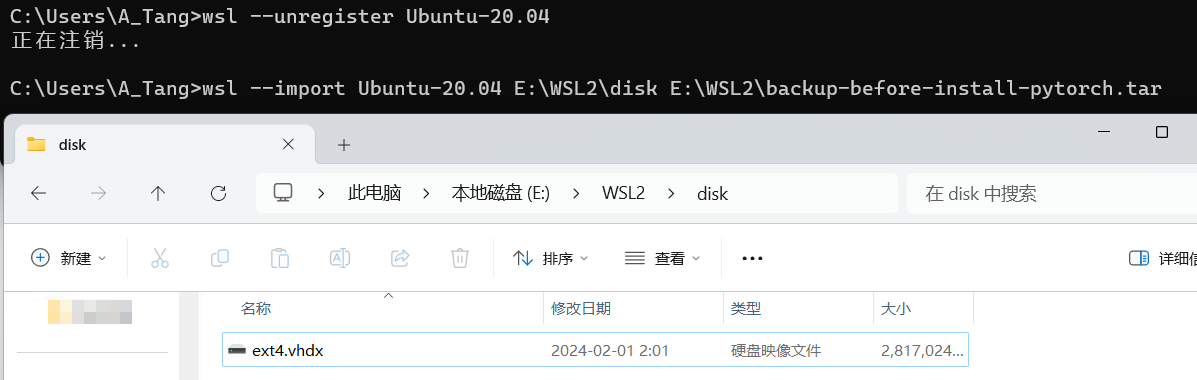 C:\Users\A_Tang>wsl --unregister Ubuntu-20.04
正在注销...
C:\Users\A_Tang>wsl --import Ubuntu-20.04 E:\WSL2\disk E:\WSL2\backup-before-install-pytorch.tar
disk
此电脑 本地磁盘 (E:) WSL2 disk 在 disk 中搜索
新建 排序 查看 详细信
名称 修改日期 类型 大小
ext4.vhdx 2024-02-01 2:01 硬盘映像文件 2,817,024...